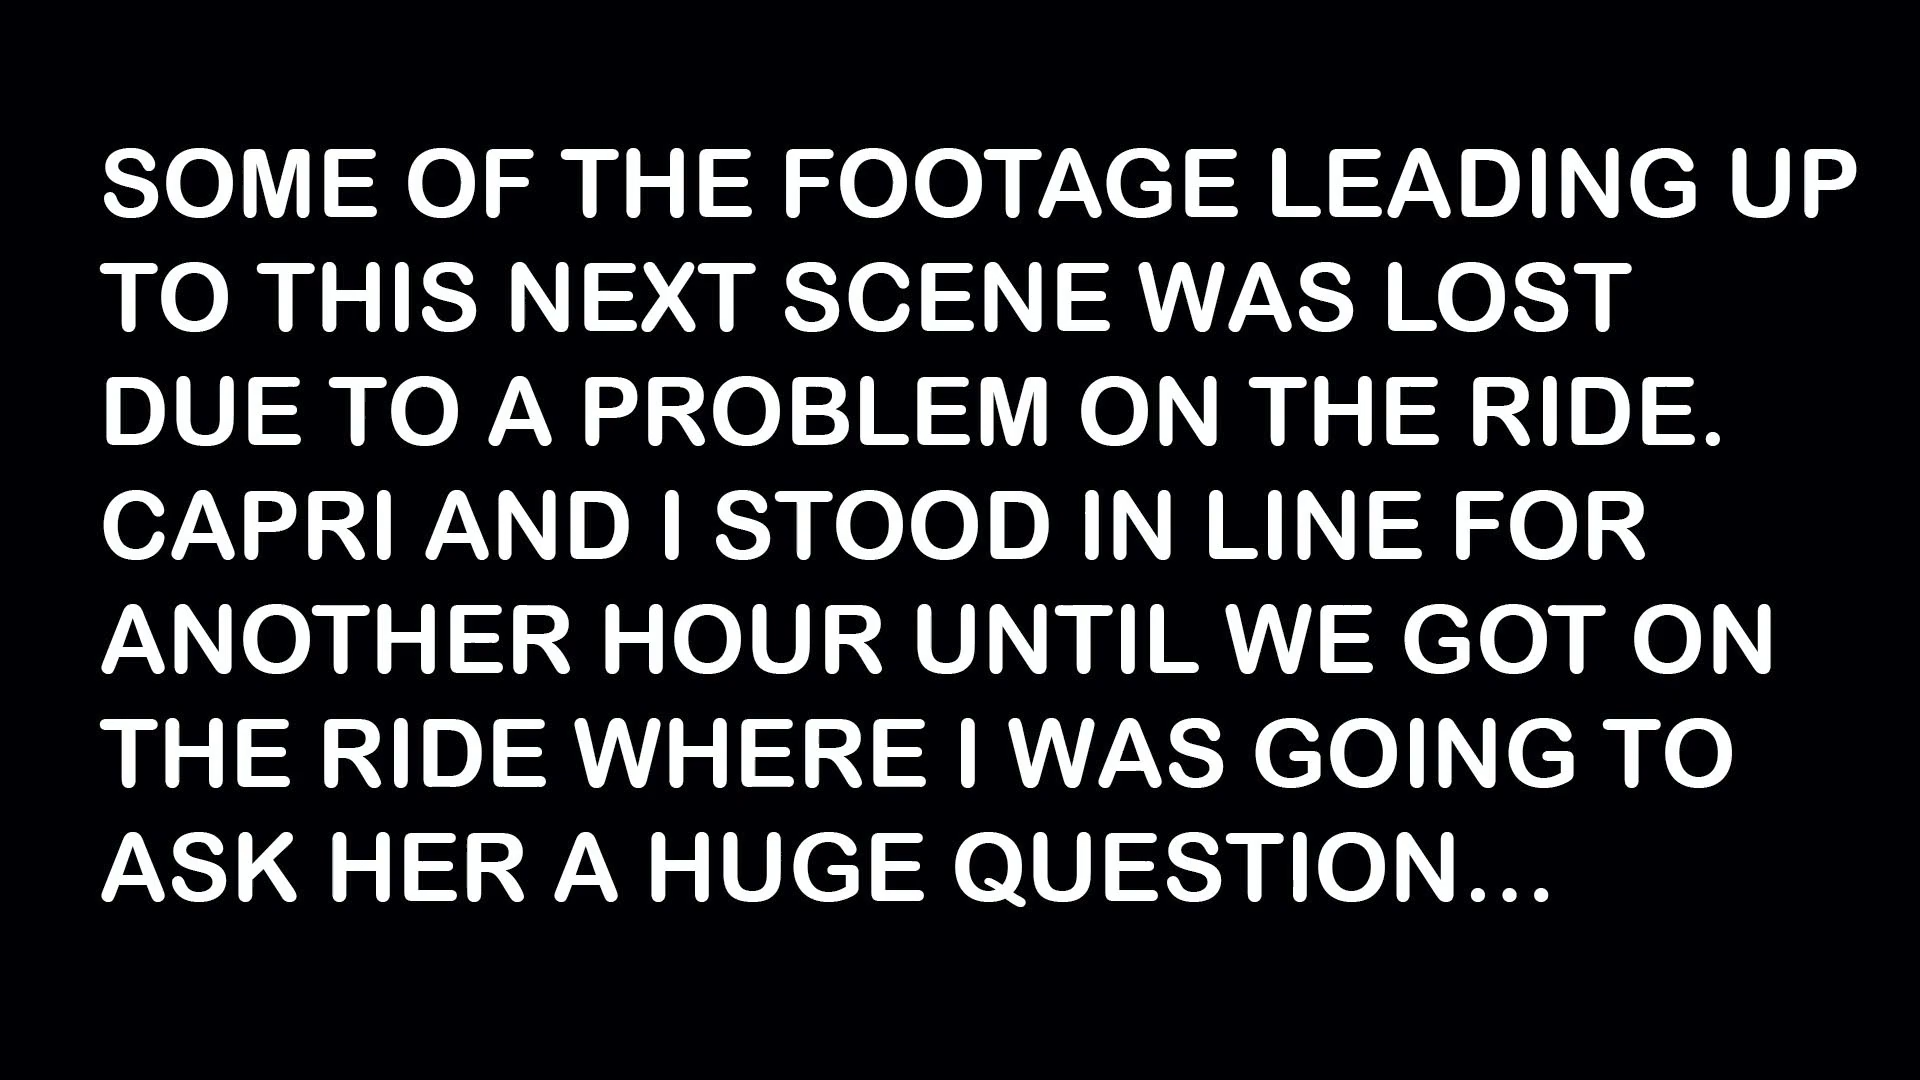 SOME OF THE FOOTAGE LEADING UP
TO THIS NEXT SCENE WAS LOST
DUE TO A PROBLEM ON THE RIDE.
CAPRI AND I STOOD IN LINE FOR
ANOTHER HOUR UNTIL WE GOT ON
THE RIDE WHERE I WAS GOING TO
ASK HER A HUGE QUESTION...